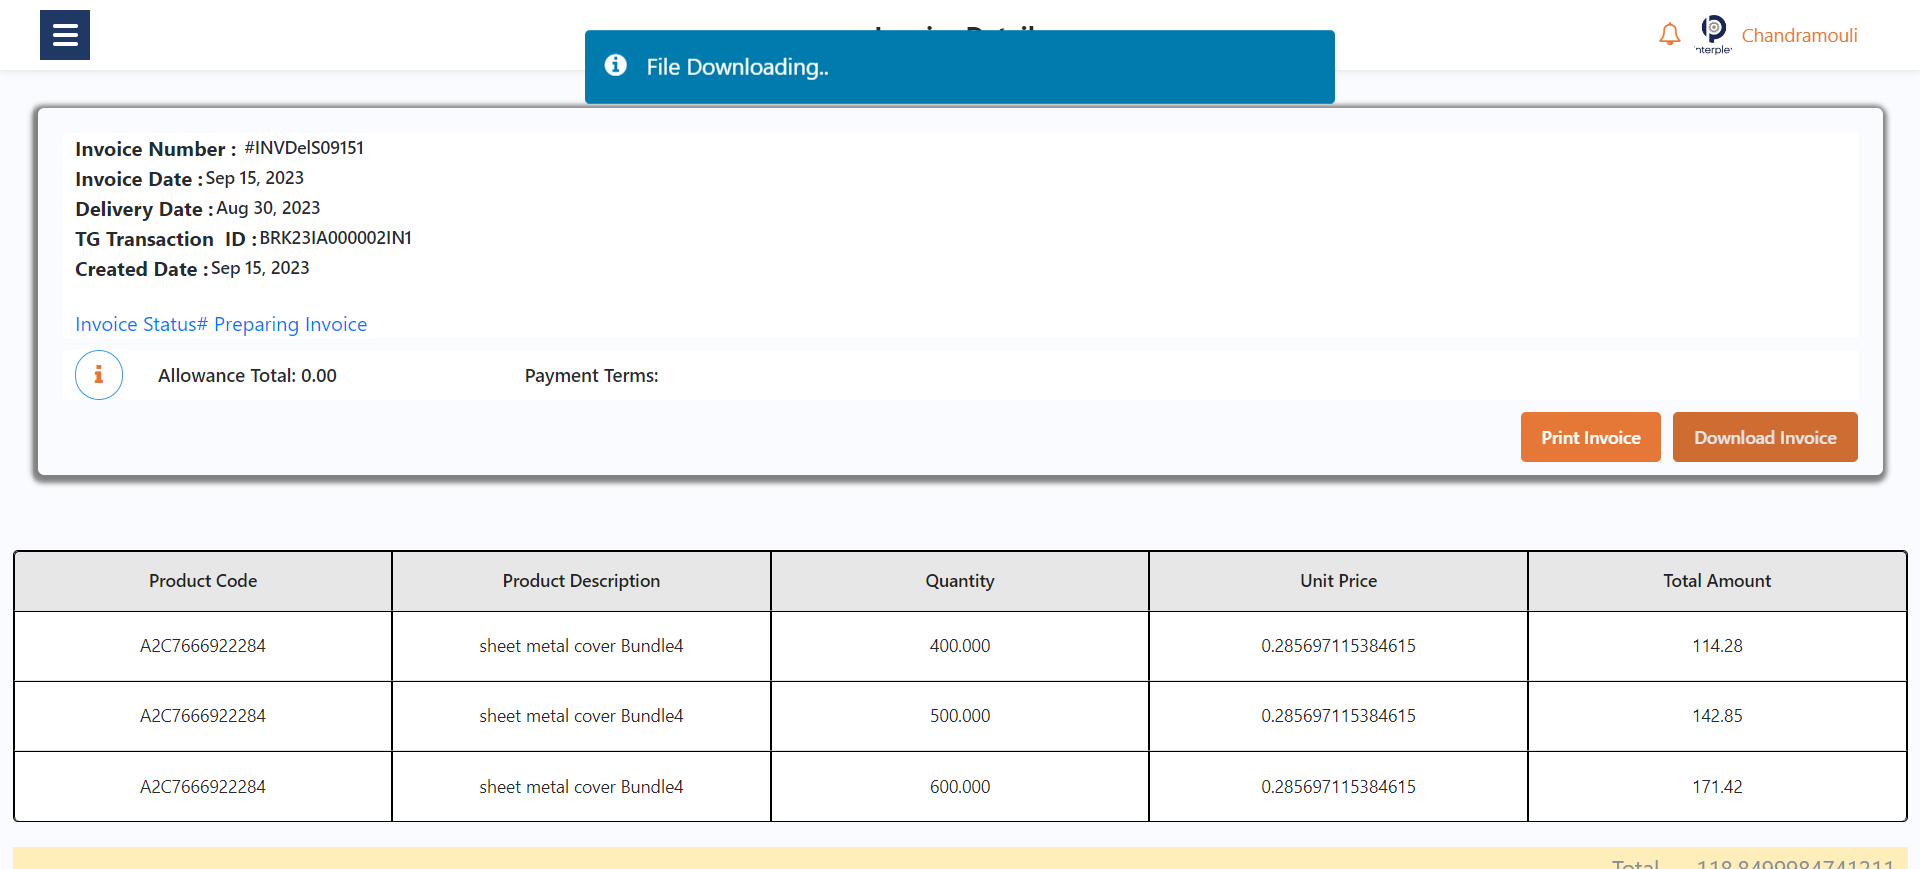 File Downloading..
nterple
Chandramouli
Invoice Number : #INVDelS09151
Invoice Date : Sep 15, 2023
Delivery Date : Aug 30, 2023
TG Transaction ID : BRK23IA000002IN1
Created Date : Sep 15, 2023
Invoice Status# Preparing Invoice
Allowance Total: 0.00 Payment Terms:
Print Invoice Download Invoice
Product Code Product Description Quantity Unit Price Total Amount
A2C7666922284 sheet metal cover Bundle4 400.000 0.285697115384615 114.28
A2C7666922284 sheet metal cover Bundle4 500.000 0.285697115384615 142.85
A2C7666922284 sheet metal cover Bundle4 600.000 0.285697115384615 171.42
Total